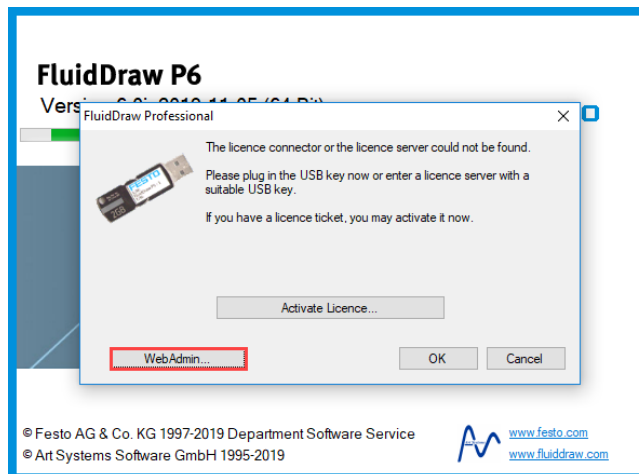 FluidDraw P6
FluidDraw Professional
The licence connector or the licence server could not be found.
Please plug in the USB key now or enter a licence server with a
suitable USB key.
If you have a licence ticket, you may activate it now.
FESTO
2GB
Activate Licence...
WebAdmin...
OK
Cancel
© Festo AG & Co. KG 1997-2019 Department Software Service
© Art Systems Software GmbH 1995-2019
www.festo.com
www.fluiddraw.com